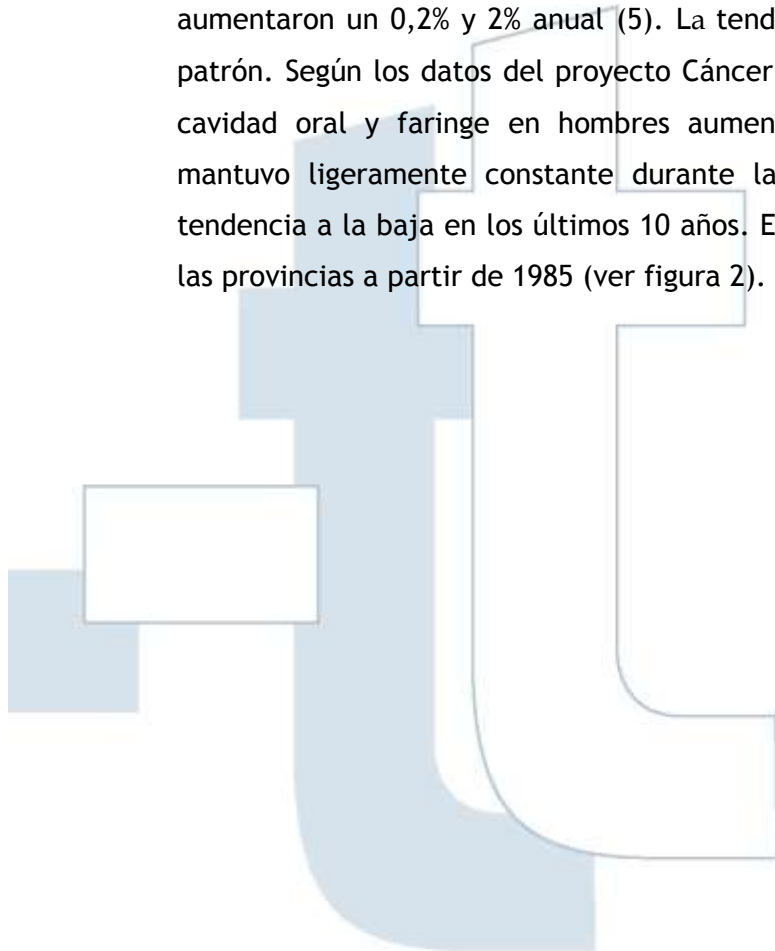 aumentaron un 0,2% y 2% anual (5). La tend
patrón. Según los datos del proyecto Cáncer
cavidad oral y faringe en hombres aumen
mantuvo ligeramente constante durante la
tendencia a la baja en los últimos 10 años. E
las provincias a partir de 1985 (ver figura 2).